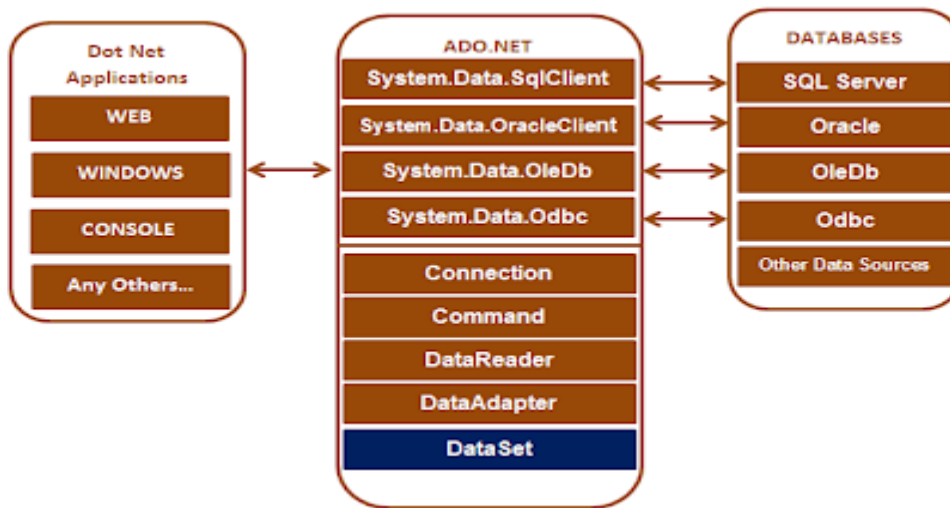 Dot Net
Applications
WEB
WINDOWS
CONSOLE
Any Others...
ADO.NET
System.Data.SqlClient
System.Data.OracleClient
System.Data.OleDb
System.Data.Odbc
Connection
Command
DataReader
DataAdapter
DataSet
DATABASES
SQL Server
Oracle
OleDb
Odbc
Other Data Sources